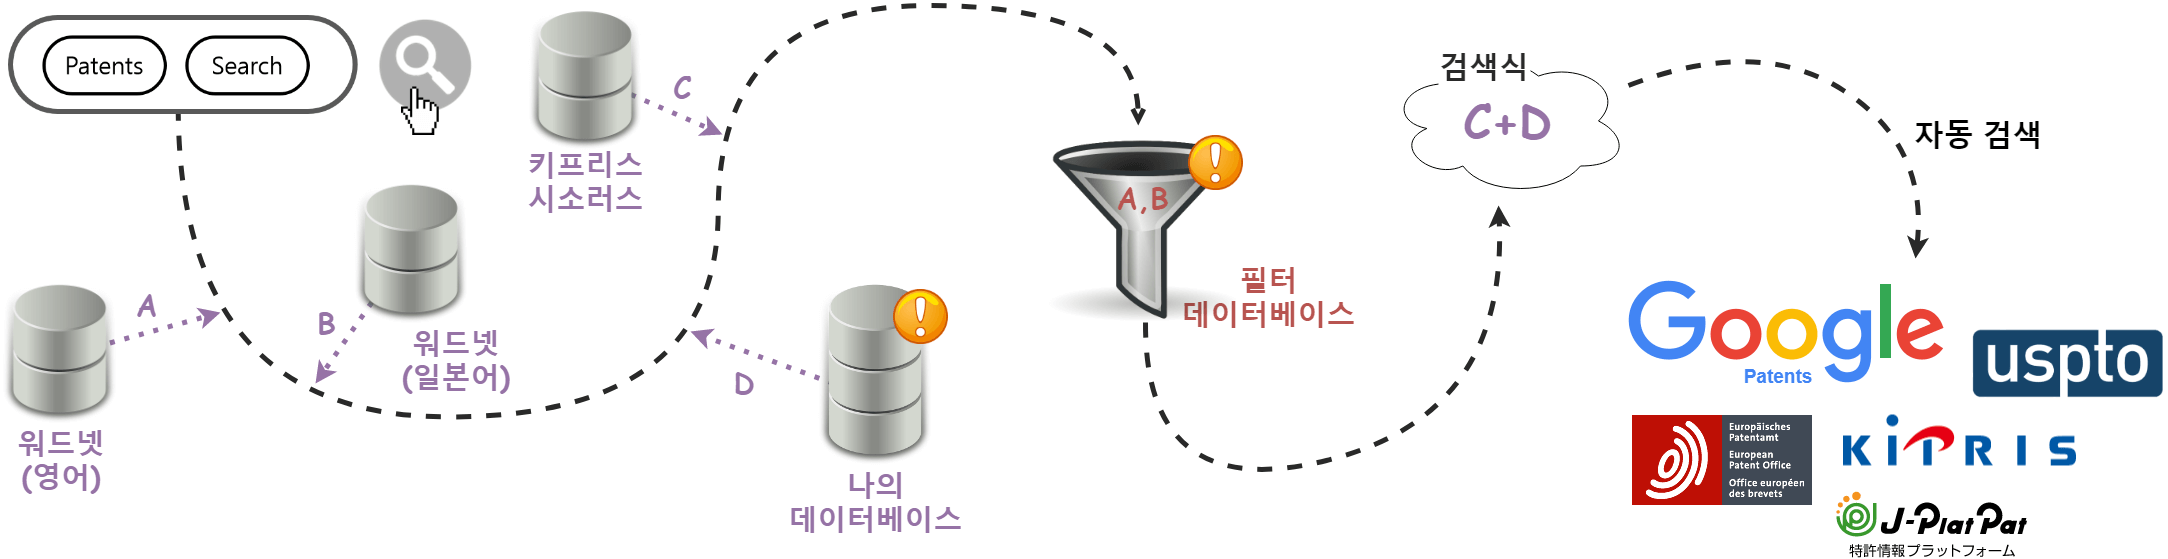 Patents
Search
C
키프리스
시소러스
A
B
워드넷
(영어)
워드넷
(일본어)
D
나의
데이터베이스
A,B
필터
데이터베이스
검색식
C+D
자동 검색
Google
Patents
uspto
Europäisches
Patentamt
European
Patent Office
Office européen
des brevets
KIPRIS
J-PlatPat
特許情報プラットフォーム